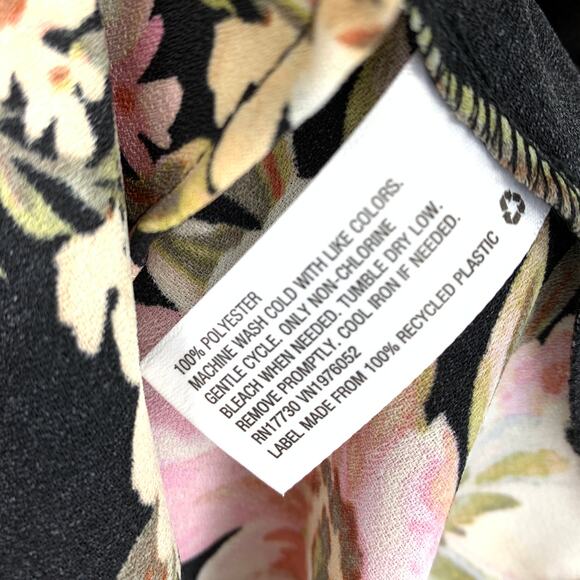 100% POLYESTER
MACHINE WASH COLD WITH LIKE COLORS.
GENTLE CYCLE. ONLY NON-CHLORINE
BLEACH WHEN NEEDED. TUMBLE DRY LOW.
REMOVE PROMPTLY. COOL IRON IF NEEDED.
RN17730 VN1976052
LABEL MADE FROM 100% RECYCLED PLASTIC